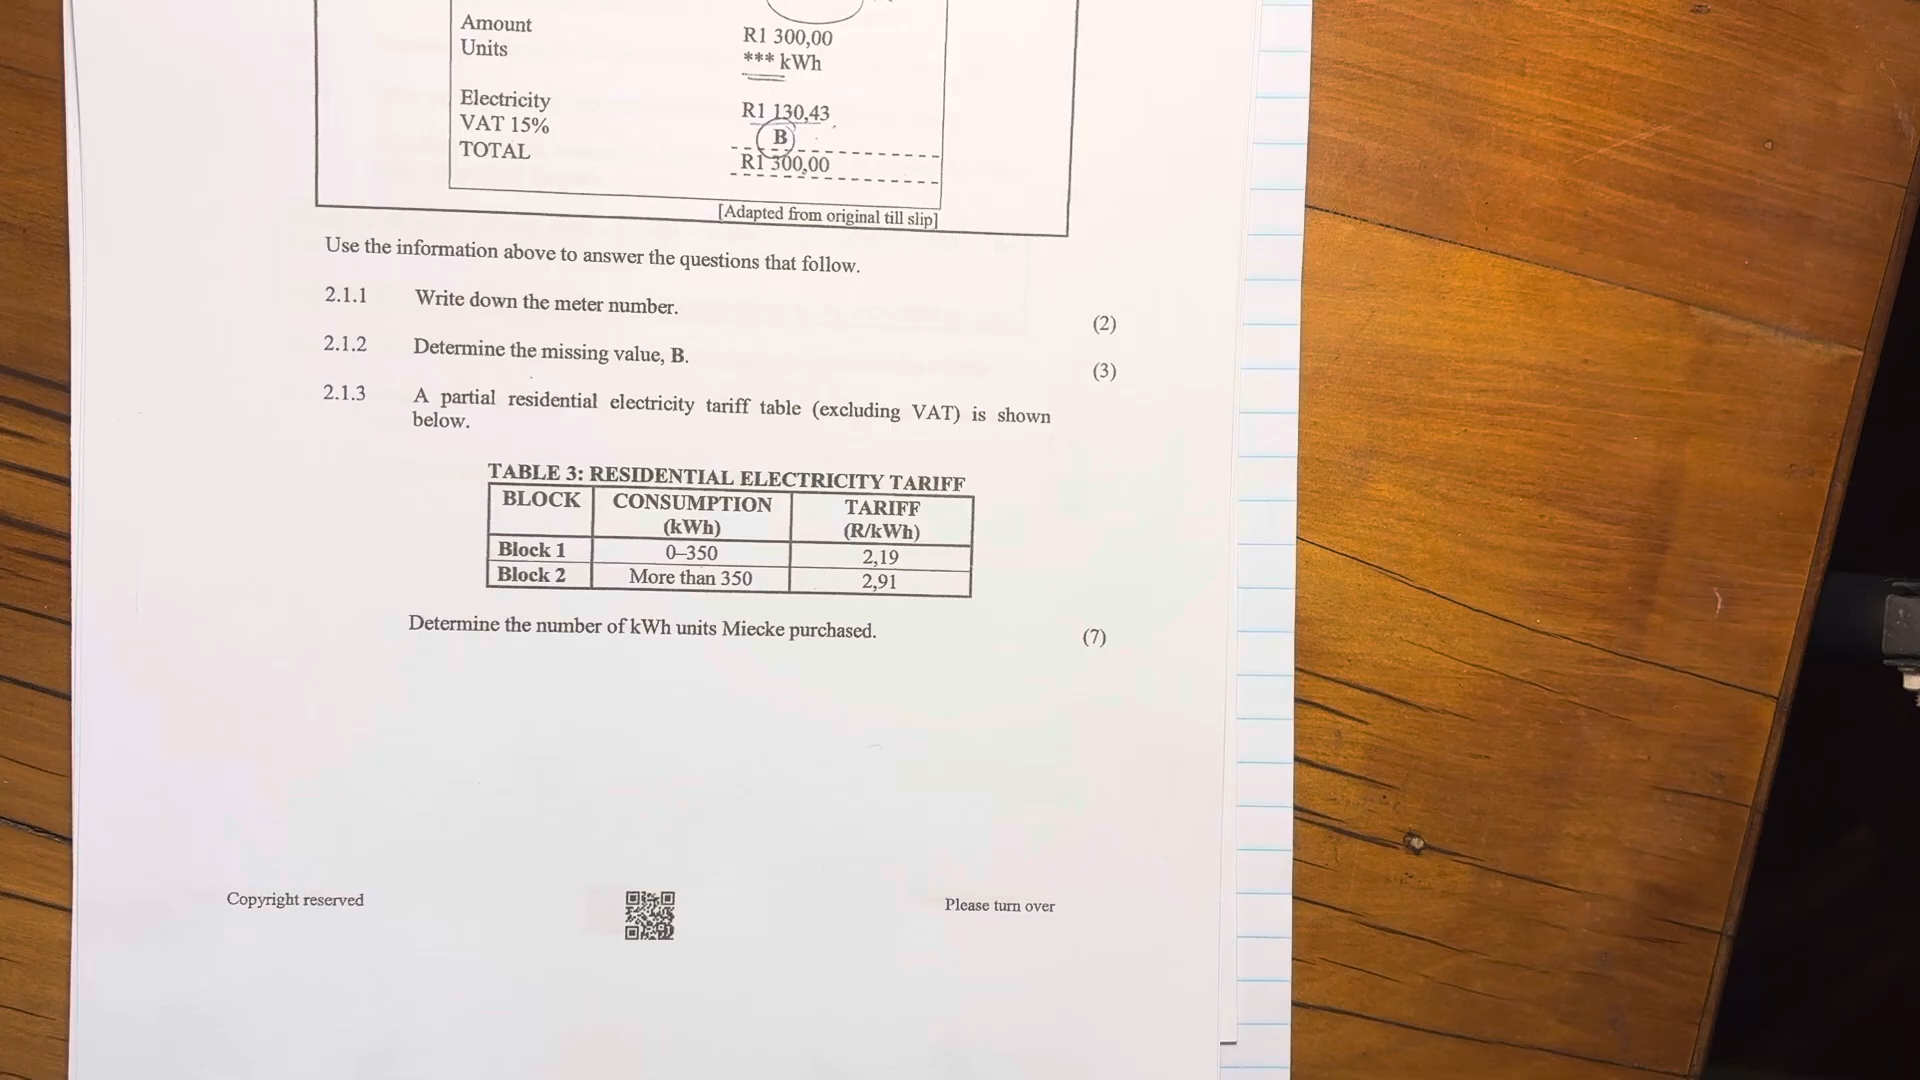 Amount R1 300,00
Units *** kWh
Electricity R1 130,43
VAT 15% B
TOTAL R1 300,00
[Adapted from original till slip]
Use the information above to answer the questions that follow.
2.1.1 Write down the meter number. (2)
2.1.2 Determine the missing value, B. (3)
2.1.3 A partial residential electricity tariff table (excluding VAT) is shown
below.
TABLE 3: RESIDENTIAL ELECTRICITY TARIFF
BLOCK CONSUMPTION TARIFF
(kWh) (R/kWh)
Block 1 0–350 2,19
Block 2 More than 350 2,91
Determine the number of kWh units Miecke purchased. (7)
Copyright reserved Please turn over